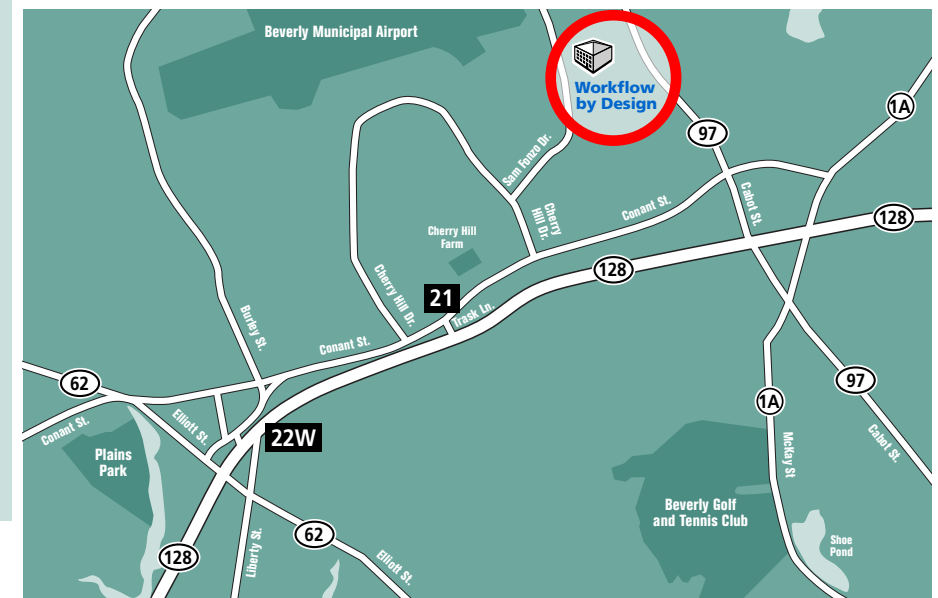 Beverly Municipal Airport
Workflow
by Design
1A
97
Sam Fonzo Dr.
Cabot St.
Conant St.
Cherry
Hill Dr.
128
Cherry Hill
Farm
128
Cherry Hill Dr.
21
Trask Ln.
Burley St.
Conant St.
62
97
1A
Elliott St.
Conant St.
22W
Cabot St.
McKay St
Plains
Park
Beverly Golf
and Tennis Club
62
Shoe
Pond
128
Liberty St.
Elliott St.